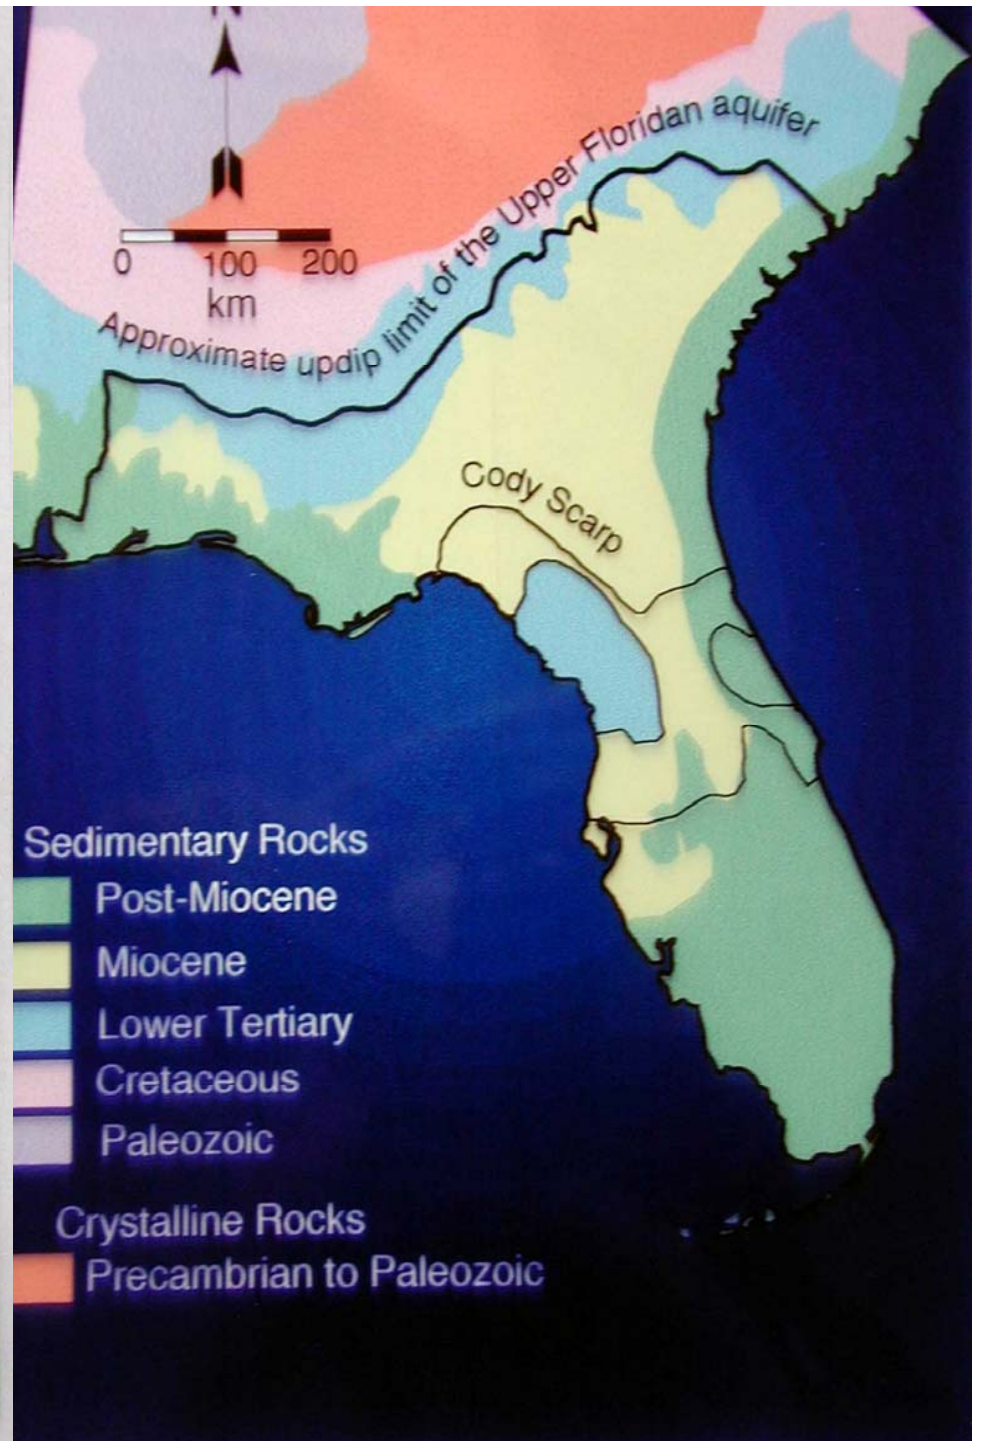 N
0 100 200
km
Approximate updip limit of the Upper Floridan aquifer
Cody Scarp
Sedimentary Rocks
Post-Miocene
Miocene
Lower Tertiary
Cretaceous
Paleozoic
Crystalline Rocks
Precambrian to Paleozoic